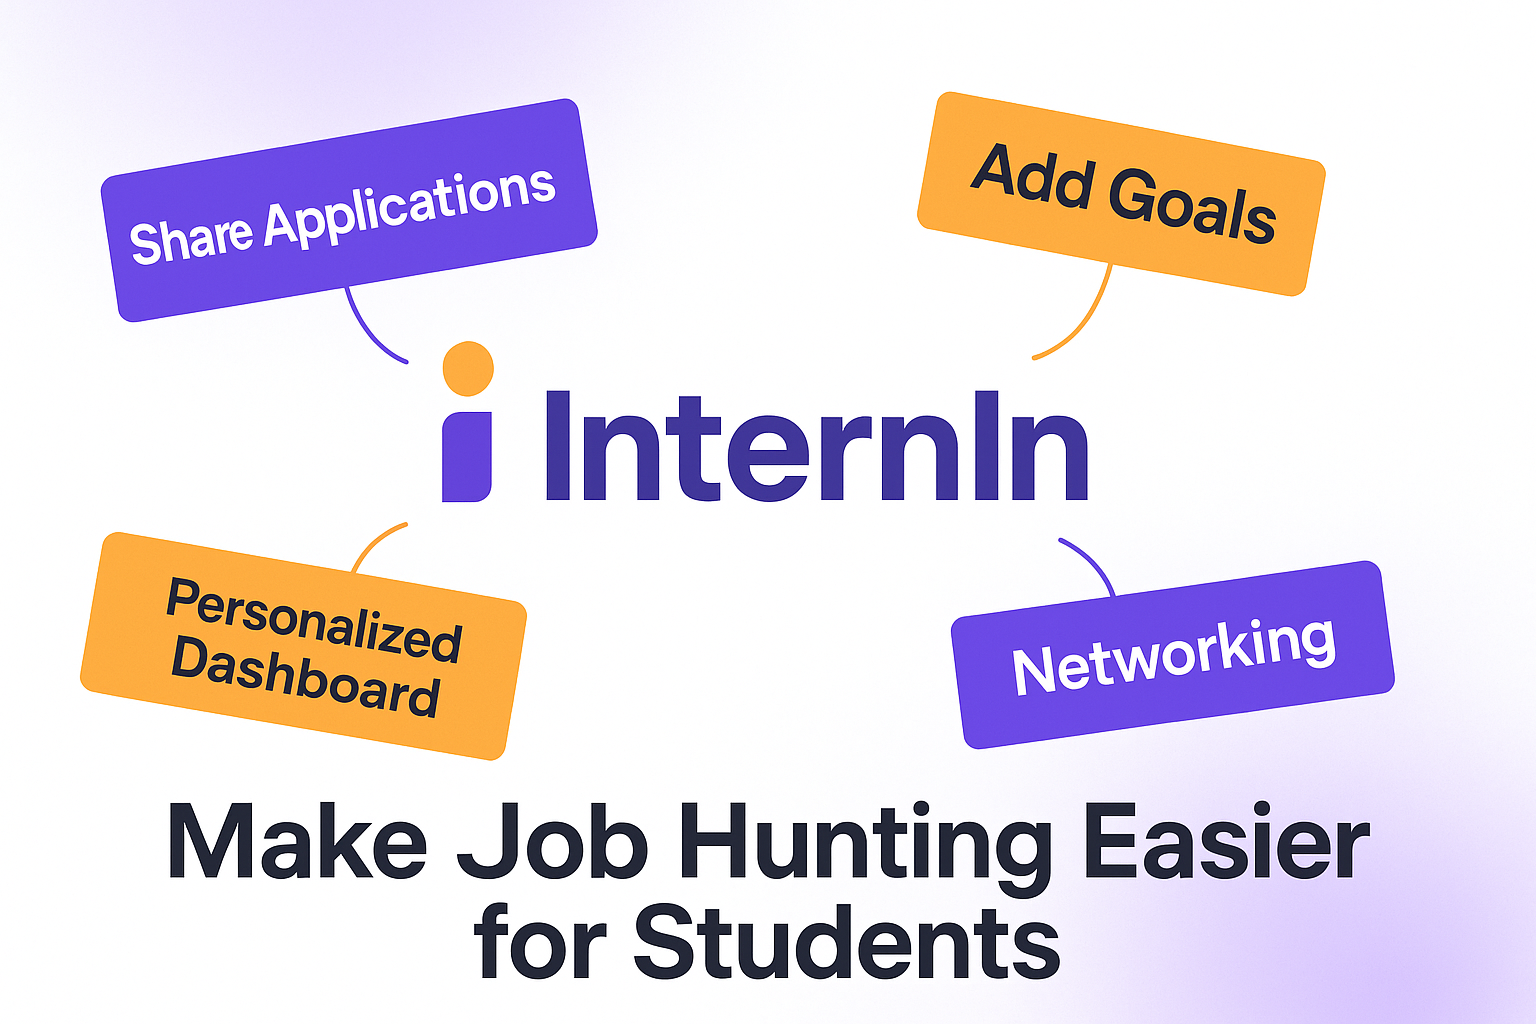 Share Applications
Add Goals
InternIn
Personalized
Dashboard
Networking
Make Job Hunting Easier
for Students